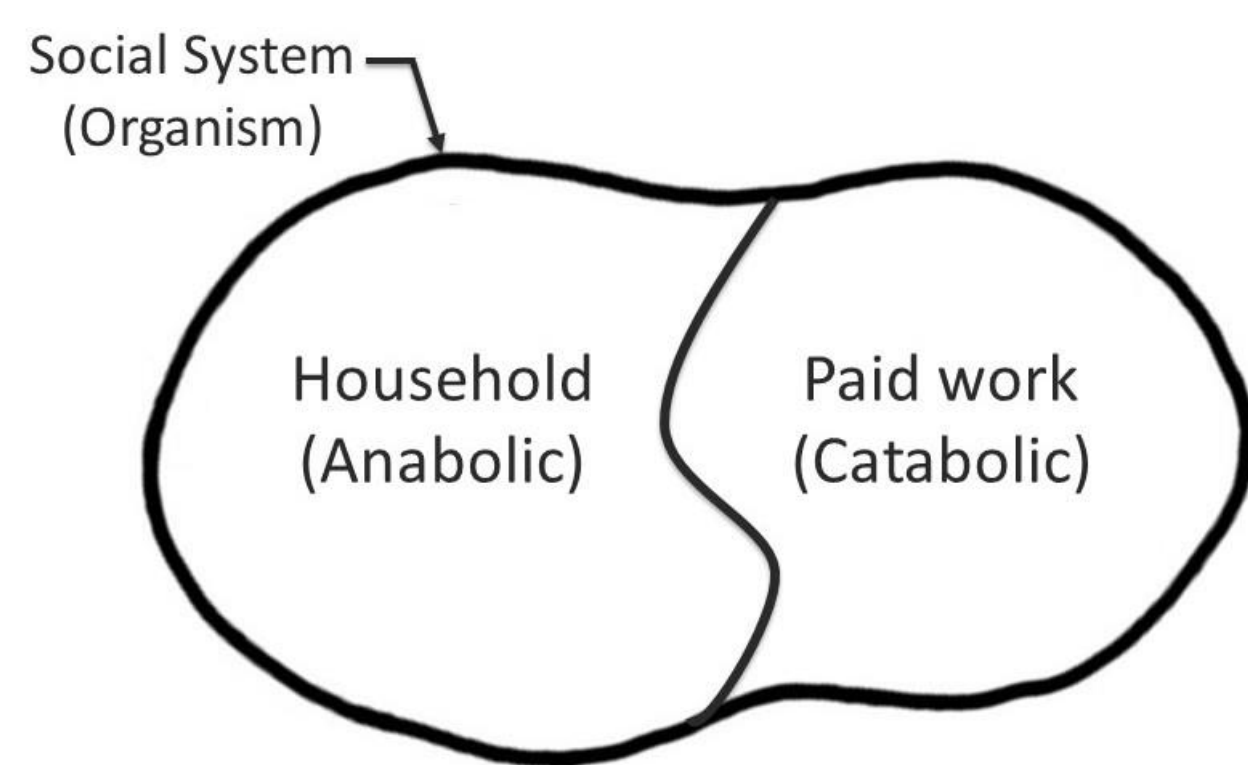 Social System
(Organism)
Household
(Anabolic)
Paid work
(Catabolic)